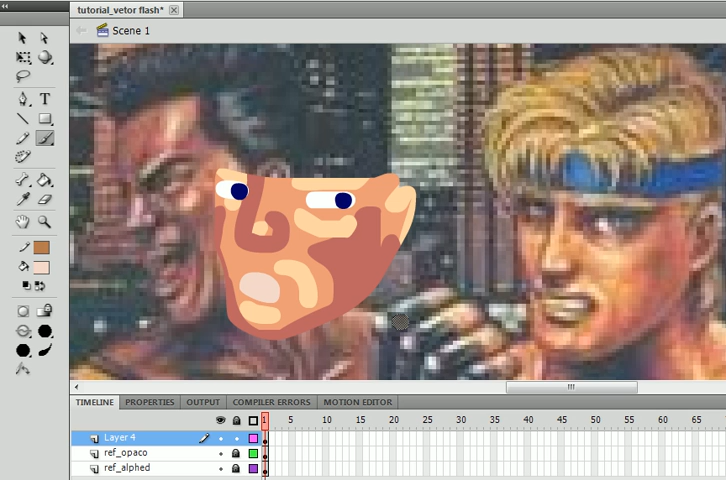 tutorial_vetor flash*
Scene 1
T
TIMELINE PROPERTIES OUTPUT COMPILER ERRORS MOTION EDITOR
1 5 10 15 20 25 30 35 40 45 50 55 60 65
Layer 4
ref_opaco
ref_alphed